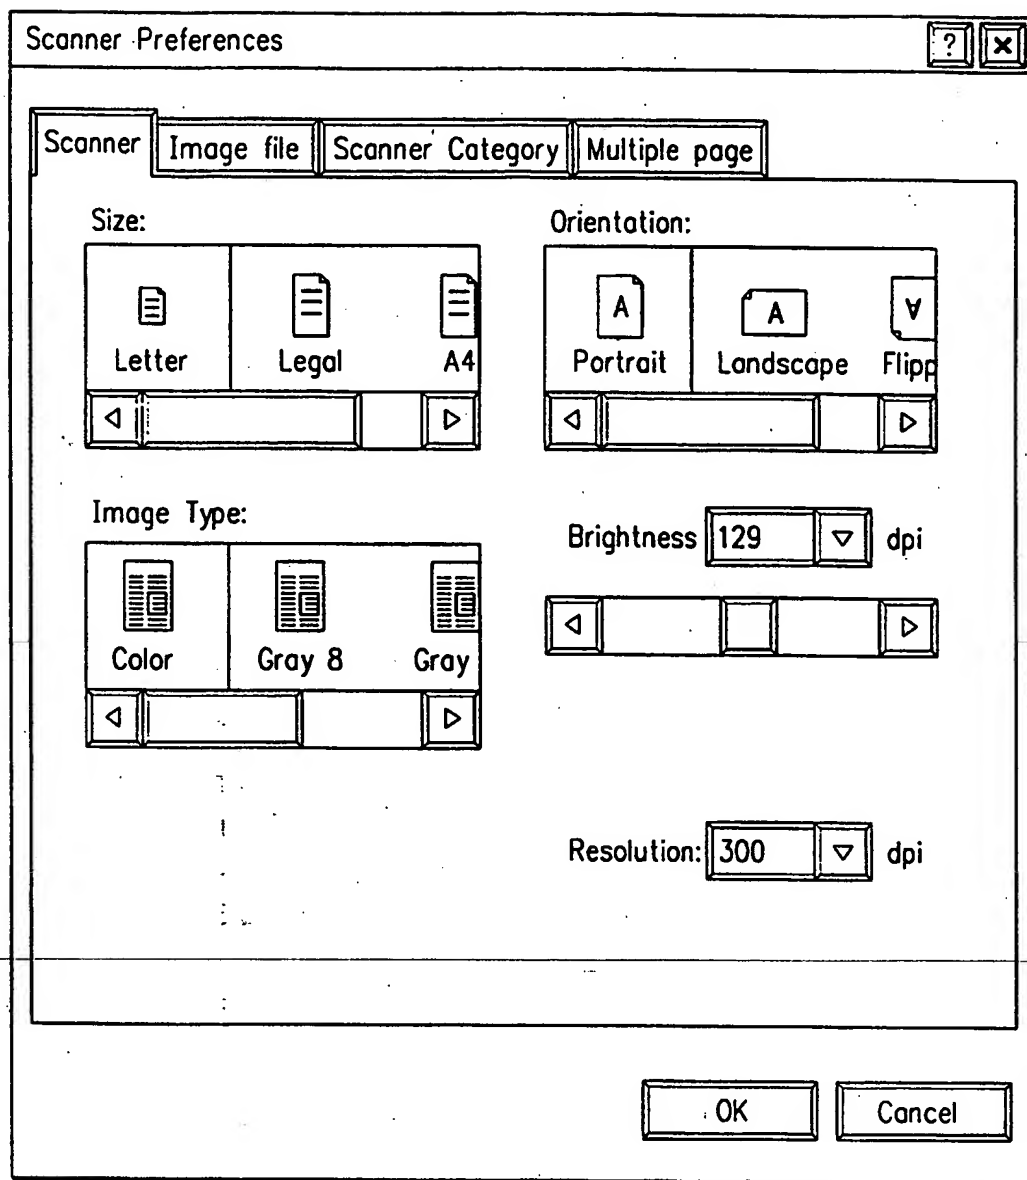 Scanner Preferences
? ×
Scanner Image file Scanner Category Multiple page
Size:
Letter Legal A4
Orientation:
A A A
Portrait Landscape Flipp
Image Type:
Color Gray 8 Gray
Brightness 129 dpi
Resolution: 300 dpi
OK Cancel